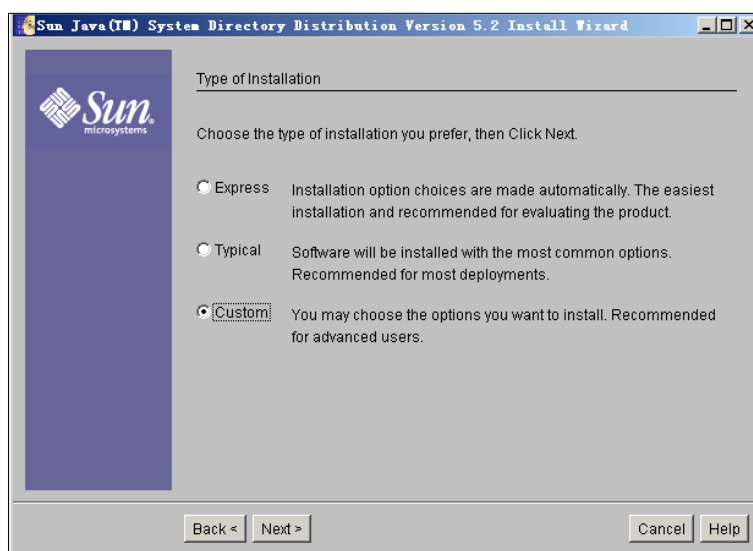 Sun Java(TM) System Directory Distribution Version 5.2 Install Wizard
Sun.
microsystems
Type of Installation
Choose the type of installation you prefer, then Click Next.
Express Installation option choices are made automatically. The easiest
installation and recommended for evaluating the product.
Typical Software will be installed with the most common options.
Recommended for most deployments.
Custom You may choose the options you want to install. Recommended
for advanced users.
Back < Next > Cancel Help